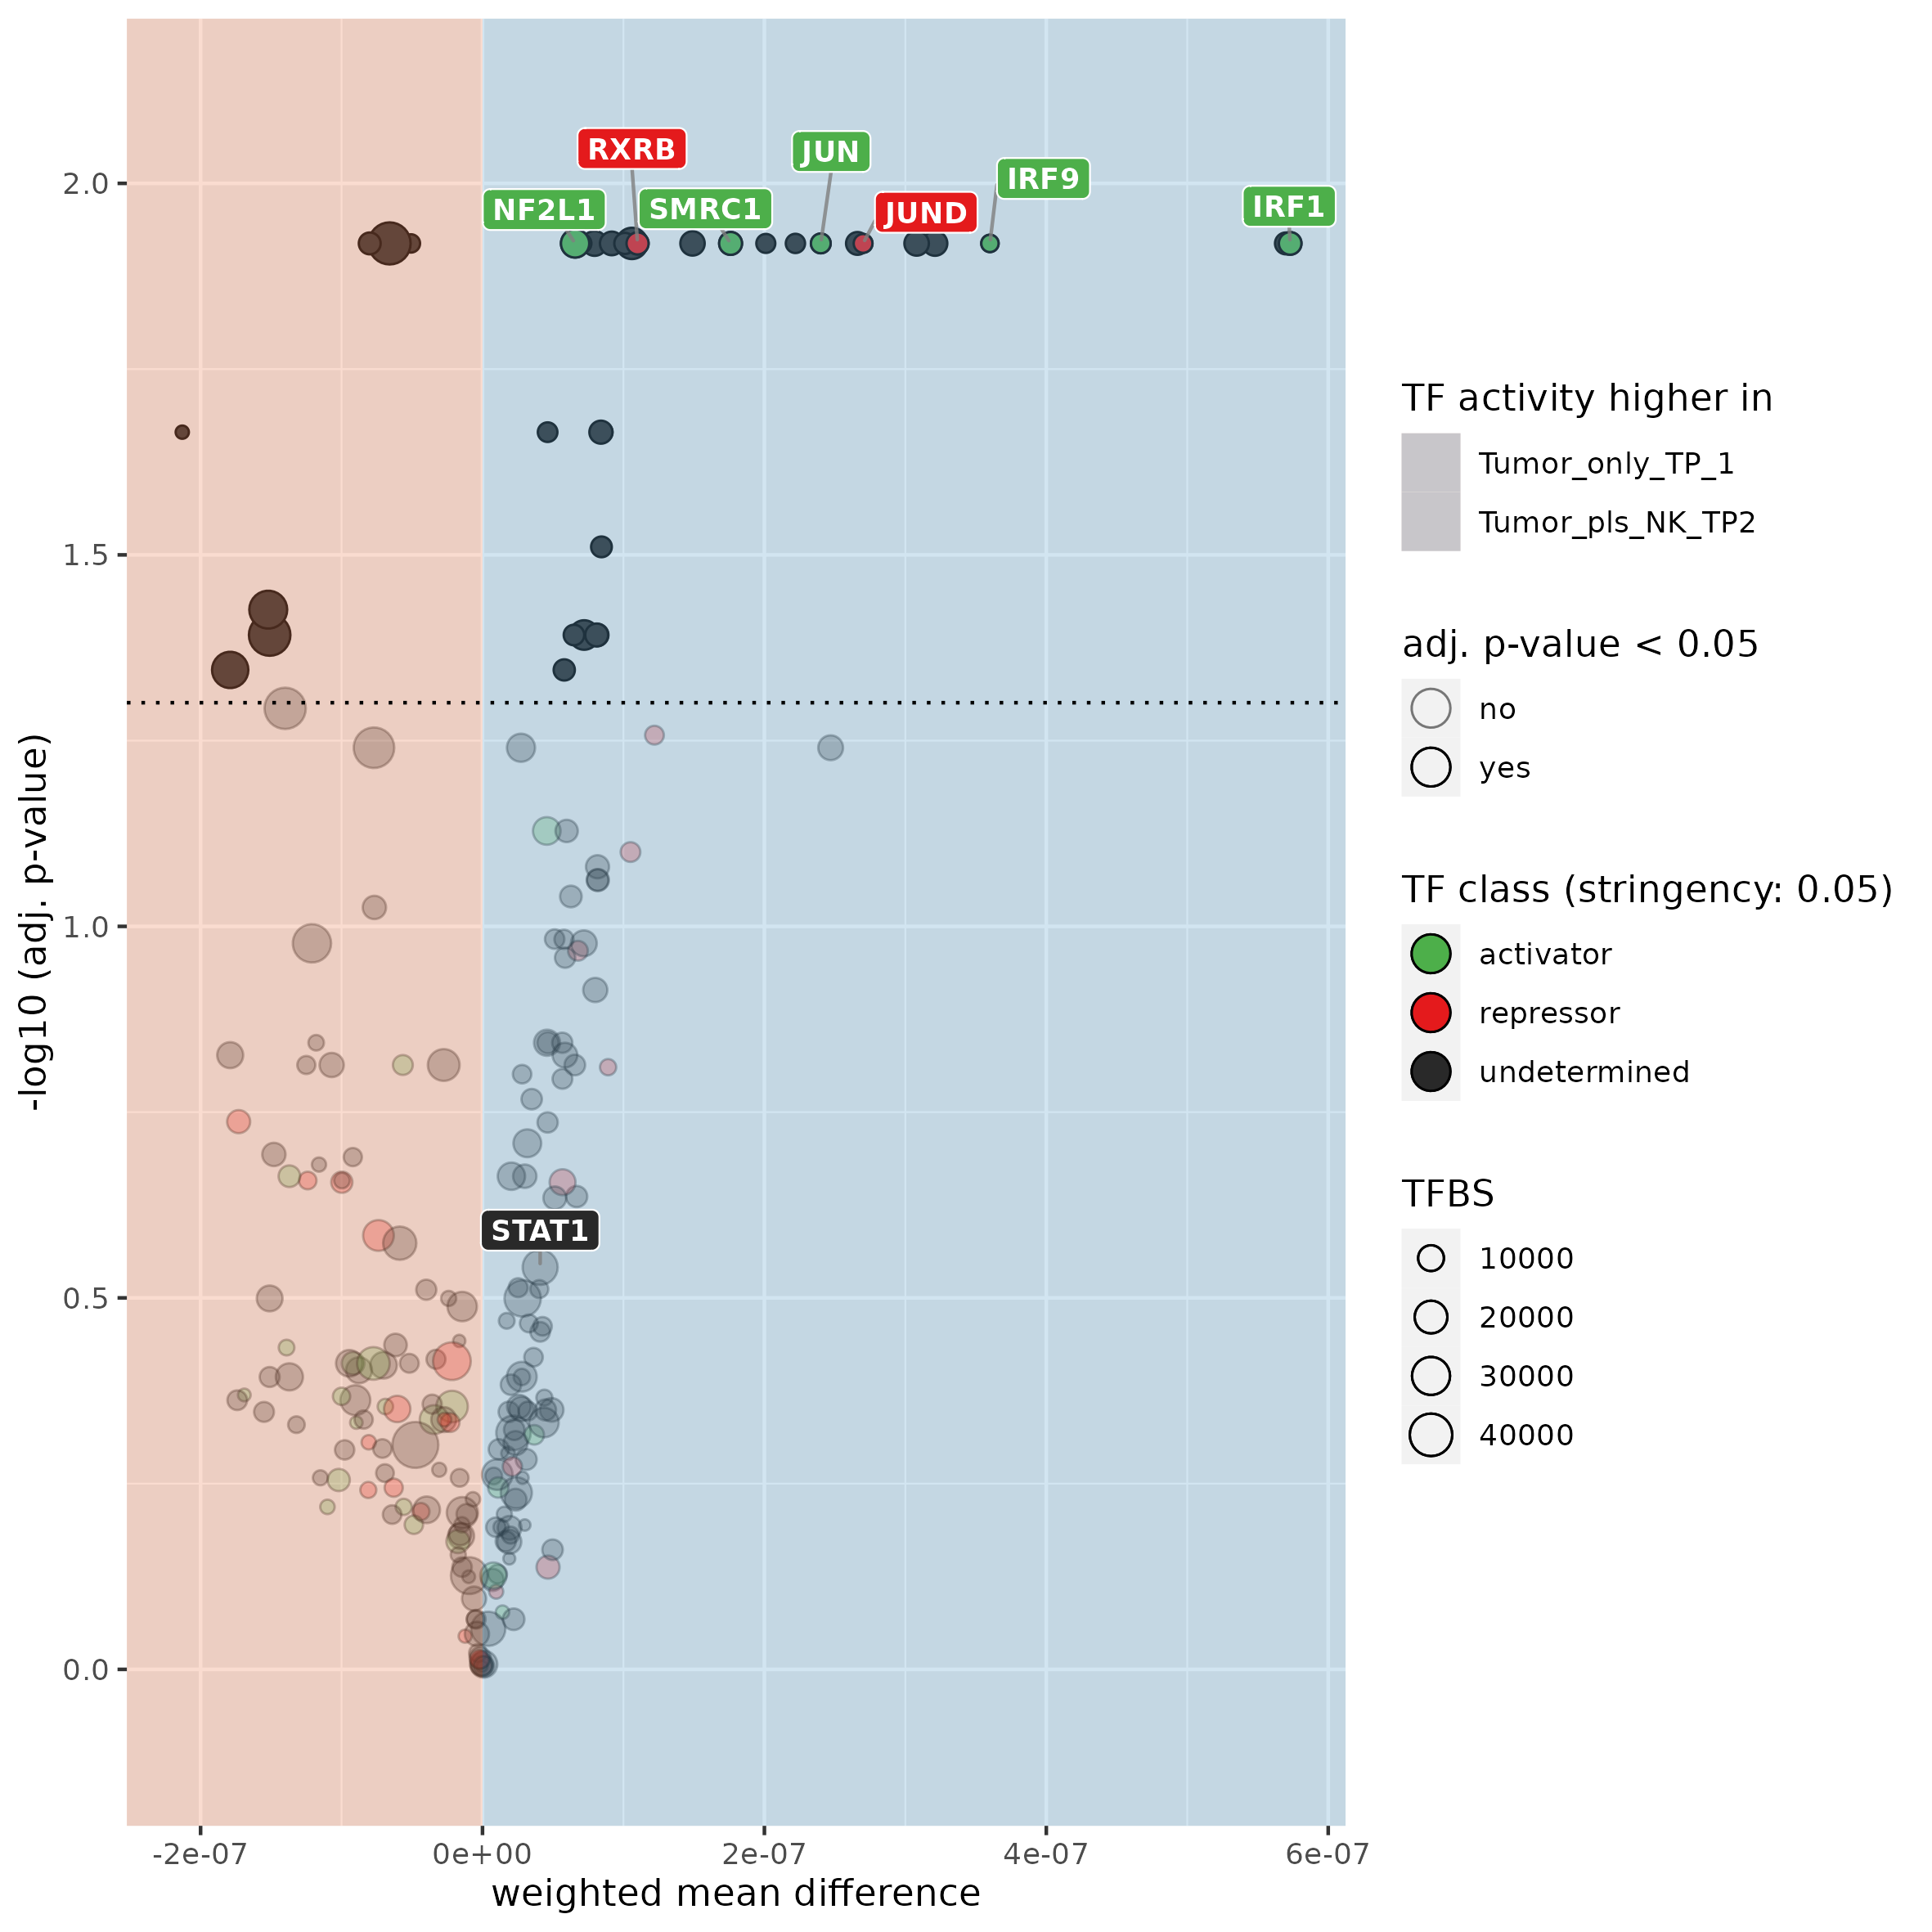 RXRB
JUN
IRF9
NF2L1
SMRC1
JUND
IRF1
STAT1
2.0
1.5
1.0
0.5
0.0
-log10 (adj. p-value)
-2e-07
0e+00
2e-07
4e-07
6e-07
weighted mean difference
TF activity higher in
Tumor_only_TP_1
Tumor_pls_NK_TP2
adj. p-value < 0.05
no
yes
TF class (stringency: 0.05)
activator
repressor
undetermined
TFBS
10000
20000
30000
40000